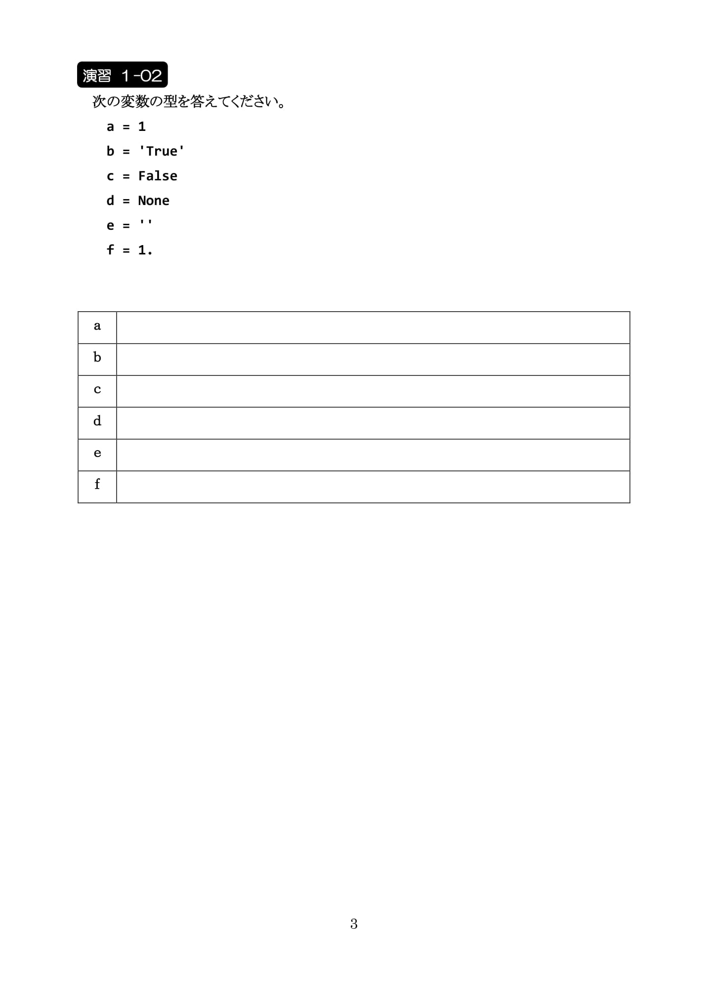 演習 1-02
次の変数の型を答えてください。
a = 1
b = 'True'
c = False
d = None
e = ''
f = 1.
a
b
c
d
e
f
3